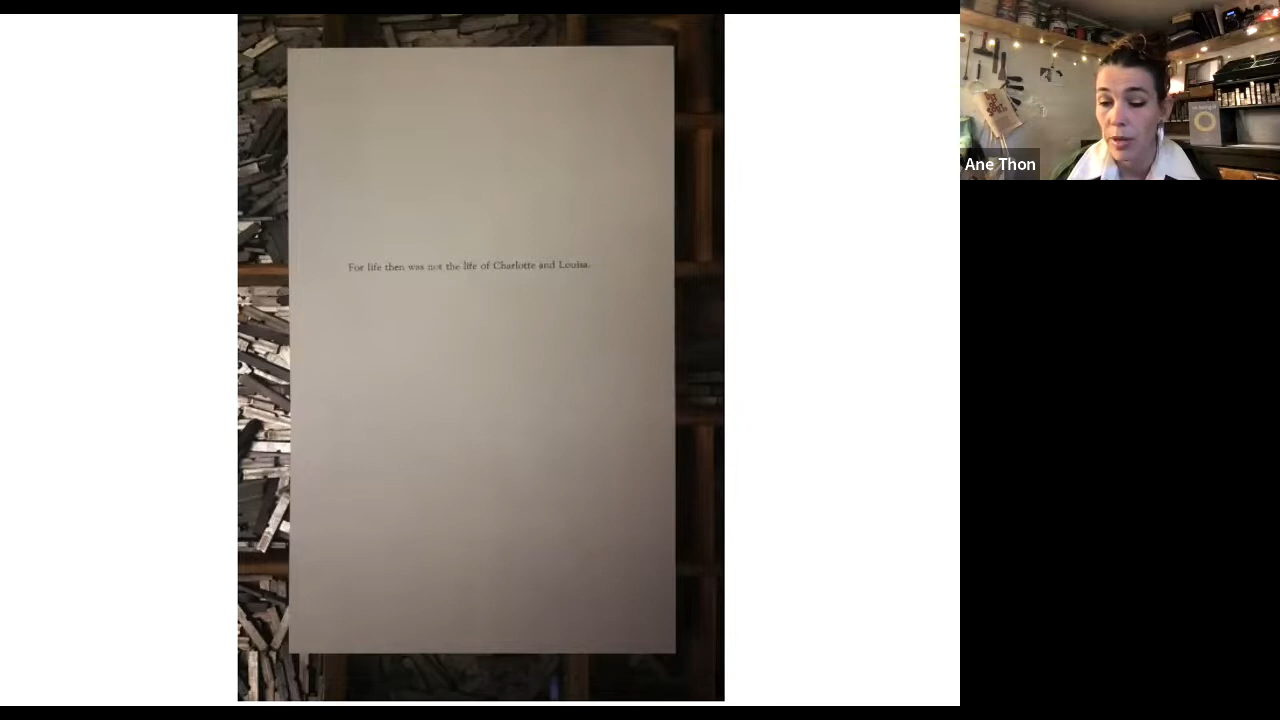 For life then was not the life of Charlotte and Louisa.
Ane Thon